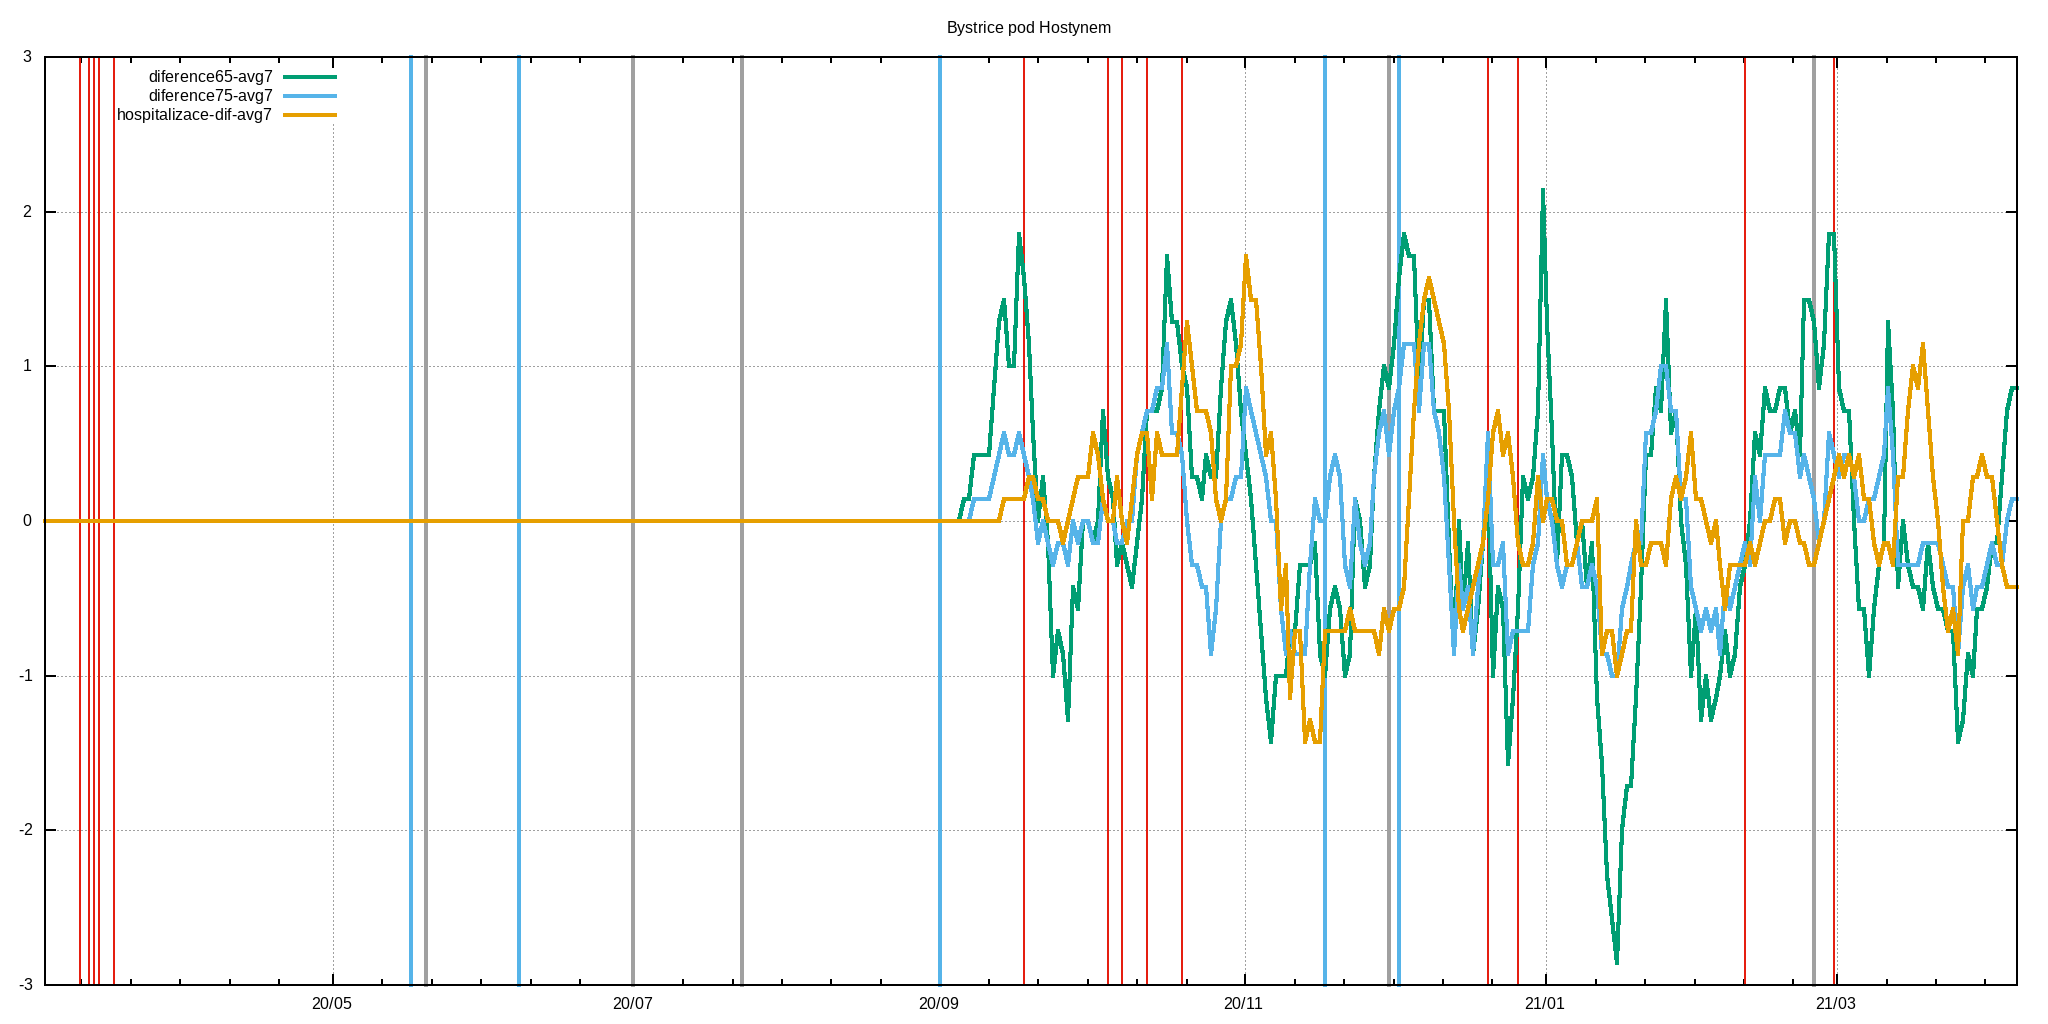 Bystrice pod Hostynem
3
diference65-avg7
diference75-avg7
hospitalizace-dif-avg7
2
1
0
-1
-2
-3
20/05 20/07 20/09 20/11 21/01 21/03